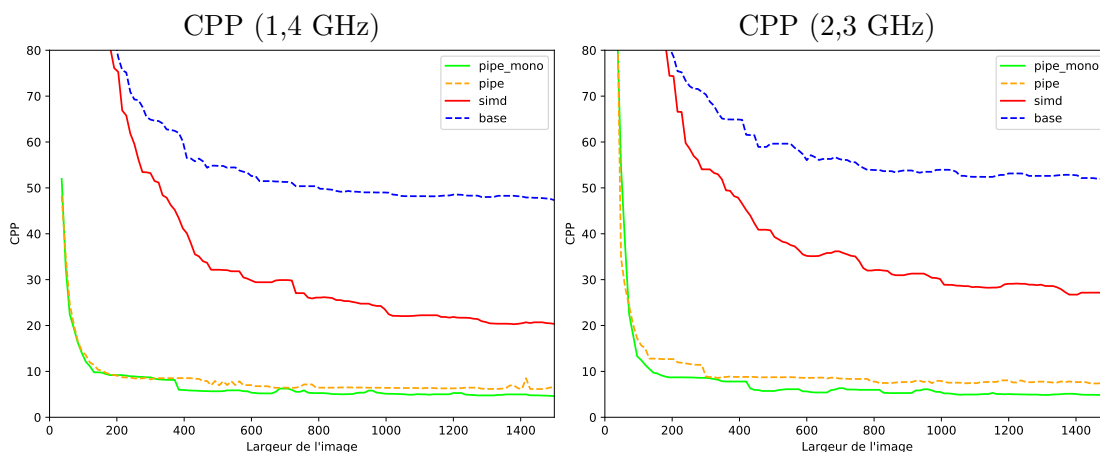 CPP (1,4 GHz)
80
70
60
50
40
30
20
10
0
CPP
0 200 400 600 800 1000 1200 1400
Largeur de l'image
pipe_mono
pipe
simd
base
CPP (2,3 GHz)
80
70
60
50
40
30
20
10
0
CPP
0 200 400 600 800 1000 1200 1400
Largeur de l'image
pipe_mono
pipe
simd
base